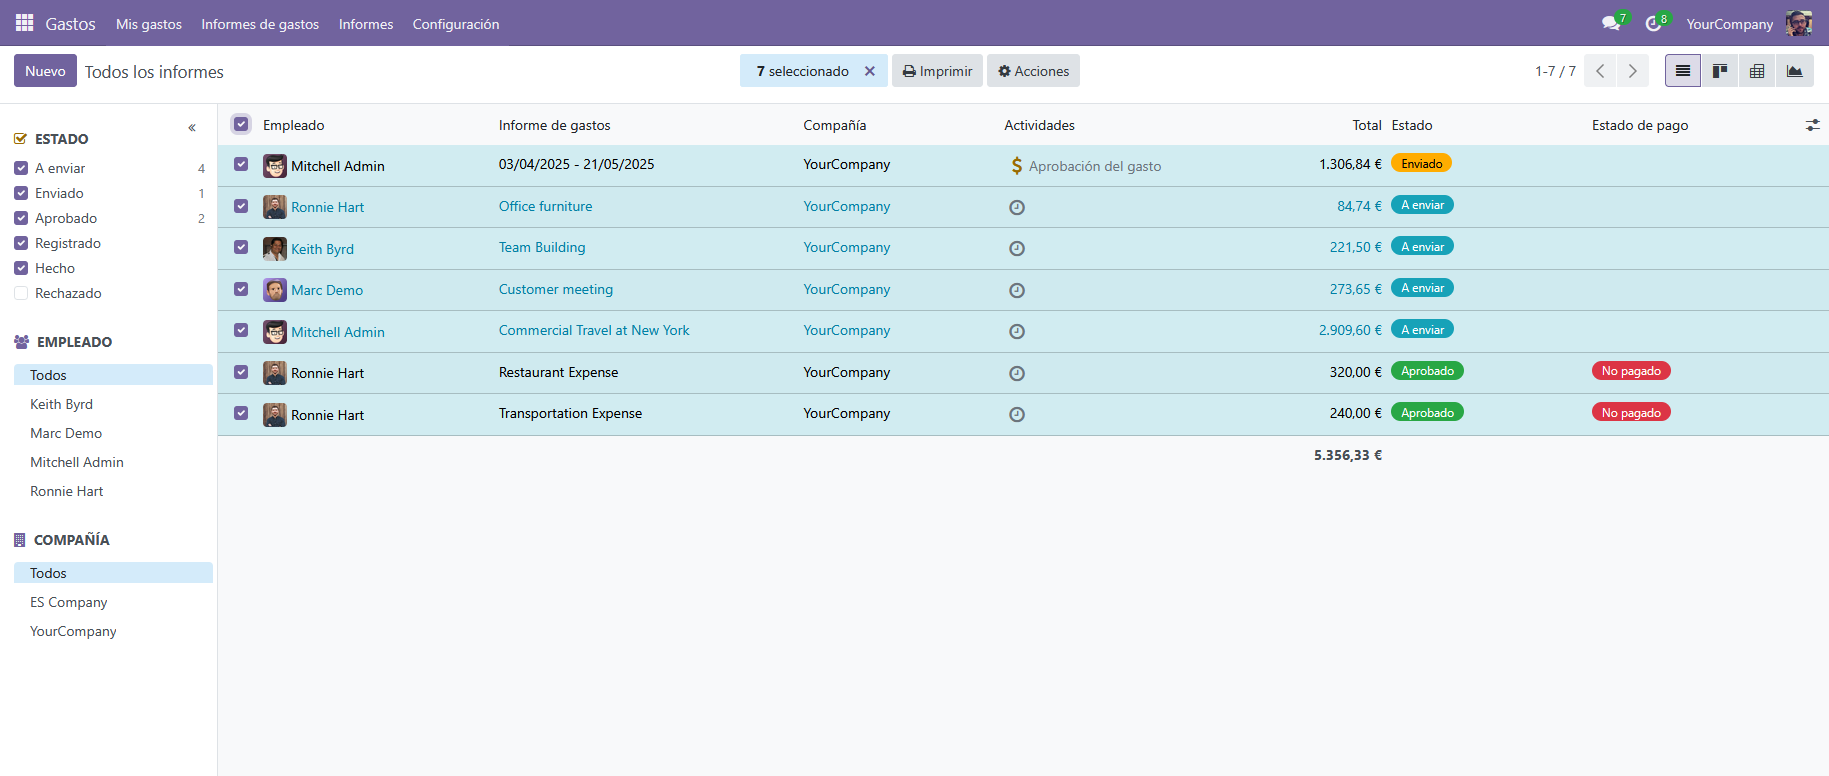 Gastos Mis gastos Informes de gastos Informes Configuración 7 8 YourCompany
Nuevo Todos los informes 7 seleccionado Imprimir Acciones 1-7 / 7
ESTADO
A enviar 4
Enviado 1
Aprobado 2
Registrado
Hecho
Rechazado
EMPLEADO
Todos
Keith Byrd
Marc Demo
Mitchell Admin
Ronnie Hart
COMPAÑÍA
Todos
ES Company
YourCompany
Empleado Informe de gastos Compañía Actividades Total Estado Estado de pago
Mitchell Admin 03/04/2025 - 21/05/2025 YourCompany Aprobación del gasto 1.306,84 € Enviado
Ronnie Hart Office furniture YourCompany 84,74 € A enviar
Keith Byrd Team Building YourCompany 221,50 € A enviar
Marc Demo Customer meeting YourCompany 273,65 € A enviar
Mitchell Admin Commercial Travel at New York YourCompany 2.909,60 € A enviar
Ronnie Hart Restaurant Expense YourCompany 320,00 € Aprobado No pagado
Ronnie Hart Transportation Expense YourCompany 240,00 € Aprobado No pagado
5.356,33 €